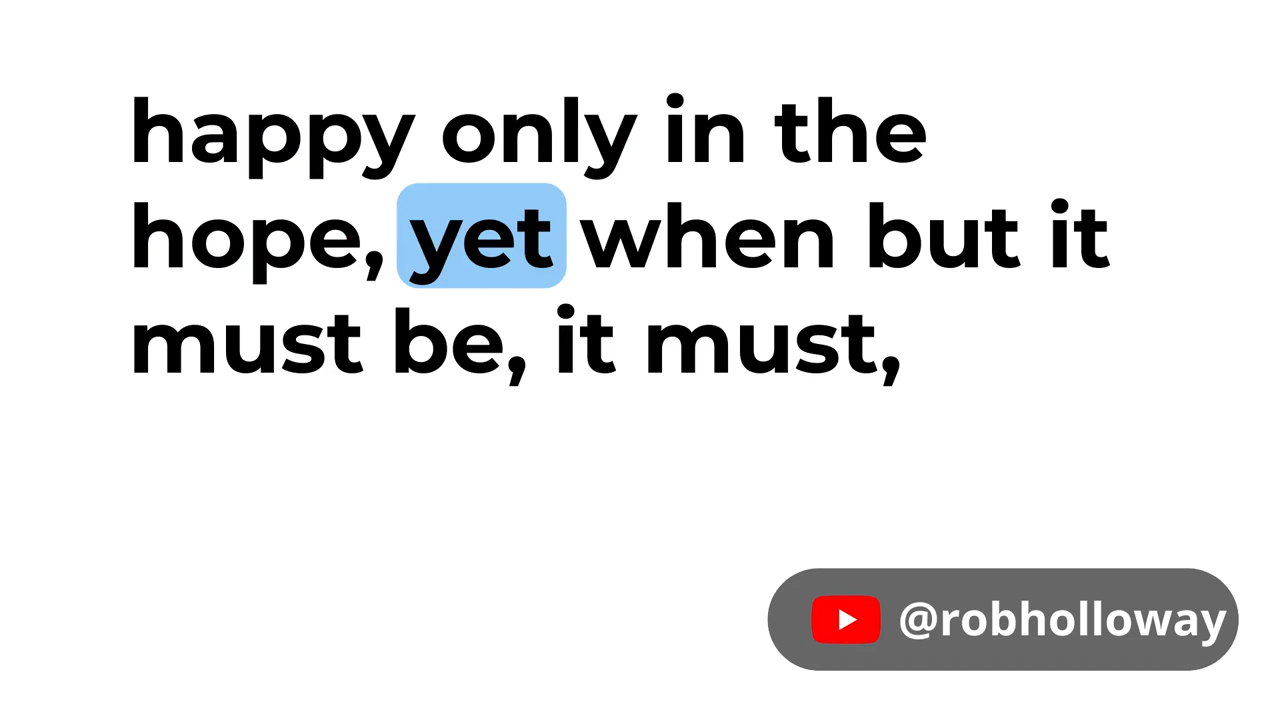 happy only in the
hope, yet when but it
must be, it must,
@robholloway